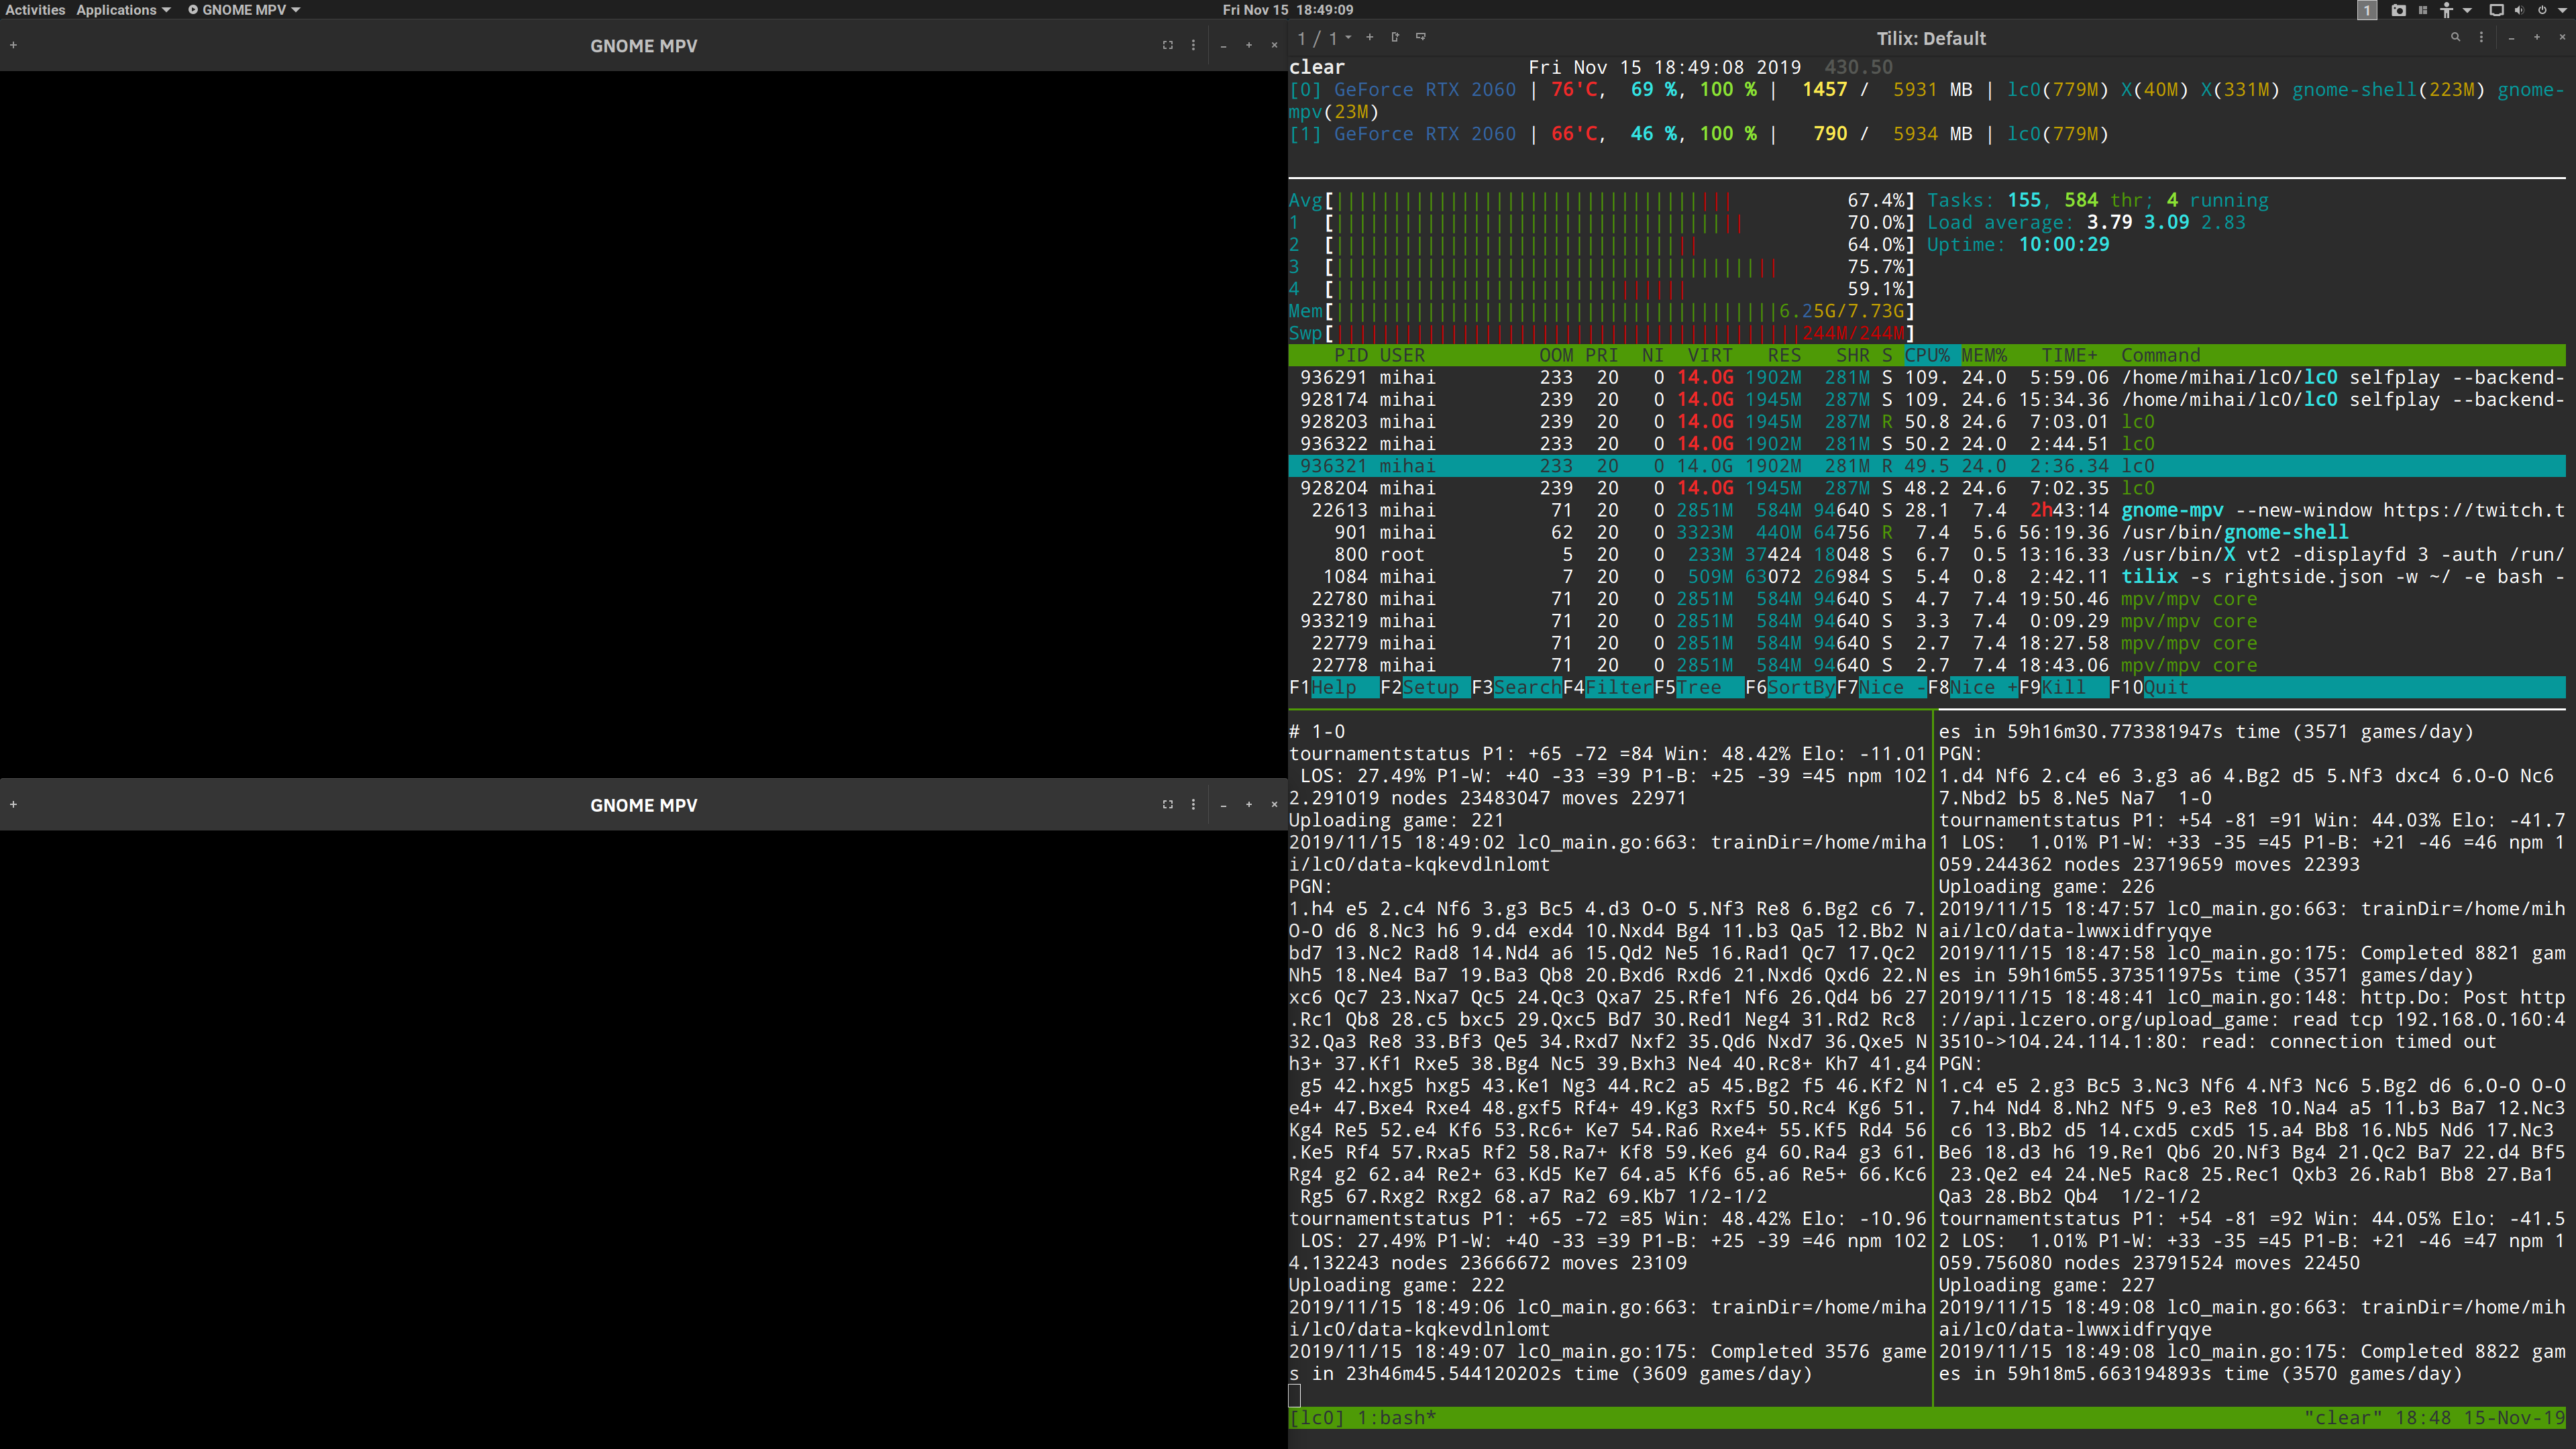 Activities Applications GNOME MPV Fri Nov 15 18:49:09 1
GNOME MPV
GNOME MPV
1 / 1 Tilix: Default
clear Fri Nov 15 18:49:08 2019 430.50
[0] GeForce RTX 2060 | 76'C, 69 %, 100 % | 1457 / 5931 MB | lc0(779M) X(40M) X(331M) gnome-shell(223M) gnome-
mpv(23M)
[1] GeForce RTX 2060 | 66'C, 46 %, 100 % | 790 / 5934 MB | lc0(779M)
Avg[ 67.4%] Tasks: 155, 584 thr; 4 running
1 [ 70.0%] Load average: 3.79 3.09 2.83
2 [ 64.0%] Uptime: 10:00:29
3 [ 75.7%]
4 [ 59.1%]
Mem[ 6.25G/7.73G]
Swp[ 244M/244M]
PID USER OOM PRI NI VIRT RES SHR S CPU% MEM% TIME+ Command
936291 mihai 233 20 0 14.0G 1902M 281M S 109. 24.0 5:59.06 /home/mihai/lc0/lc0 selfplay --backend-
928174 mihai 239 20 0 14.0G 1945M 287M S 109. 24.6 15:34.36 /home/mihai/lc0/lc0 selfplay --backend-
928203 mihai 239 20 0 14.0G 1945M 287M R 50.8 24.6 7:03.01 lc0
936322 mihai 233 20 0 14.0G 1902M 281M S 50.2 24.0 2:44.51 lc0
936321 mihai 233 20 0 14.0G 1902M 281M R 49.5 24.0 2:36.34 lc0
928204 mihai 239 20 0 14.0G 1945M 287M S 48.2 24.6 7:02.35 lc0
22613 mihai 71 20 0 2851M 584M 94640 S 28.1 7.4 2h43:14 gnome-mpv --new-window https://twitch.t
901 mihai 62 20 0 3323M 440M 64756 R 7.4 5.6 56:19.36 /usr/bin/gnome-shell
800 root 5 20 0 233M 37424 18048 S 6.7 0.5 13:16.33 /usr/bin/X vt2 -displayfd 3 -auth /run/
1084 mihai 7 20 0 509M 63072 26984 S 5.4 0.8 2:42.11 tilix -s rightside.json -w ~/ -e bash -
22780 mihai 71 20 0 2851M 584M 94640 S 4.7 7.4 19:50.46 mpv/mpv core
933219 mihai 71 20 0 2851M 584M 94640 S 3.3 7.4 0:09.29 mpv/mpv core
22779 mihai 71 20 0 2851M 584M 94640 S 2.7 7.4 18:27.58 mpv/mpv core
22778 mihai 71 20 0 2851M 584M 94640 S 2.7 7.4 18:43.06 mpv/mpv core
F1Help F2Setup F3SearchF4FilterF5Tree F6SortByF7Nice -F8Nice +F9Kill F10Quit
# 1-0
tournamentstatus P1: +65 -72 =84 Win: 48.42% Elo: -11.01
LOS: 27.49% P1-W: +40 -33 =39 P1-B: +25 -39 =45 npm 102
2.291019 nodes 23483047 moves 22971
Uploading game: 221
2019/11/15 18:49:02 lc0_main.go:663: trainDir=/home/miha
i/lc0/data-kqkevdlnlomt
PGN:
1.h4 e5 2.c4 Nf6 3.g3 Bc5 4.d3 O-O 5.Nf3 Re8 6.Bg2 c6 7.
O-O d6 8.Nc3 h6 9.d4 exd4 10.Nxd4 Bg4 11.b3 Qa5 12.Bb2 N
bd7 13.Nc2 Rad8 14.Nd4 a6 15.Qd2 Ne5 16.Rad1 Qc7 17.Qc2
Nh5 18.Ne4 Ba7 19.Ba3 Qb8 20.Bxd6 Rxd6 21.Nxd6 Qxd6 22.N
xc6 Qc7 23.Nxa7 Qc5 24.Qc3 Qxa7 25.Rfe1 Nf6 26.Qd4 b6 27
.Rc1 Qb8 28.c5 bxc5 29.Qxc5 Bd7 30.Red1 Neg4 31.Rd2 Rc8
32.Qa3 Re8 33.Bf3 Qe5 34.Rxd7 Nxf2 35.Qd6 Nxd7 36.Qxe5 N
h3+ 37.Kf1 Rxe5 38.Bg4 Nc5 39.Bxh3 Ne4 40.Rc8+ Kh7 41.g4
g5 42.hxg5 hxg5 43.Ke1 Ng3 44.Rc2 a5 45.Bg2 f5 46.Kf2 N
e4+ 47.Bxe4 Rxe4 48.gxf5 Rf4+ 49.Kg3 Rxf5 50.Rc4 Kg6 51.
Kg4 Re5 52.e4 Kf6 53.Rc6+ Ke7 54.Ra6 Rxe4+ 55.Kf5 Rd4 56
.Ke5 Rf4 57.Rxa5 Rf2 58.Ra7+ Kf8 59.Ke6 g4 60.Ra4 g3 61.
Rg4 g2 62.a4 Re2+ 63.Kd5 Ke7 64.a5 Kf6 65.a6 Re5+ 66.Kc6
Rg5 67.Rxg2 Rxg2 68.a7 Ra2 69.Kb7 1/2-1/2
tournamentstatus P1: +65 -72 =85 Win: 48.42% Elo: -10.96
LOS: 27.49% P1-W: +40 -33 =39 P1-B: +25 -39 =46 npm 102
4.132243 nodes 23666672 moves 23109
Uploading game: 222
2019/11/15 18:49:06 lc0_main.go:663: trainDir=/home/miha
i/lc0/data-kqkevdlnlomt
2019/11/15 18:49:07 lc0_main.go:175: Completed 3576 game
s in 23h46m45.544120202s time (3609 games/day)
es in 59h16m30.773381947s time (3571 games/day)
PGN:
1.d4 Nf6 2.c4 e6 3.g3 a6 4.Bg2 d5 5.Nf3 dxc4 6.O-O Nc6
7.Nbd2 b5 8.Ne5 Na7 1-0
tournamentstatus P1: +54 -81 =91 Win: 44.03% Elo: -41.7
1 LOS: 1.01% P1-W: +33 -35 =45 P1-B: +21 -46 =46 npm 1
059.244362 nodes 23719659 moves 22393
Uploading game: 226
2019/11/15 18:47:57 lc0_main.go:663: trainDir=/home/mih
ai/lc0/data-lwwxidfryqye
2019/11/15 18:47:58 lc0_main.go:175: Completed 8821 gam
es in 59h16m55.373511975s time (3571 games/day)
2019/11/15 18:48:41 lc0_main.go:148: http.Do: Post http
://api.lczero.org/upload_game: read tcp 192.168.0.160:4
3510->104.24.114.1:80: read: connection timed out
PGN:
1.c4 e5 2.g3 Bc5 3.Nc3 Nf6 4.Nf3 Nc6 5.Bg2 d6 6.O-O O-O
7.h4 Nd4 8.Nh2 Nf5 9.e3 Re8 10.Na4 a5 11.b3 Ba7 12.Nc3
c6 13.Bb2 d5 14.cxd5 cxd5 15.a4 Bb8 16.Nb5 Nd6 17.Nc3
Be6 18.d3 h6 19.Re1 Qb6 20.Nf3 Bg4 21.Qc2 Ba7 22.d4 Bf5
23.Qe2 e4 24.Ne5 Rac8 25.Rec1 Qxb3 26.Rab1 Bb8 27.Ba1
Qa3 28.Bb2 Qb4 1/2-1/2
tournamentstatus P1: +54 -81 =92 Win: 44.05% Elo: -41.5
2 LOS: 1.01% P1-W: +33 -35 =45 P1-B: +21 -46 =47 npm 1
059.756080 nodes 23791524 moves 22450
Uploading game: 227
2019/11/15 18:49:08 lc0_main.go:663: trainDir=/home/mih
ai/lc0/data-lwwxidfryqye
2019/11/15 18:49:08 lc0_main.go:175: Completed 8822 gam
es in 59h18m5.663194893s time (3570 games/day)
[lc0] 1:bash* "clear" 18:48 15-Nov-19